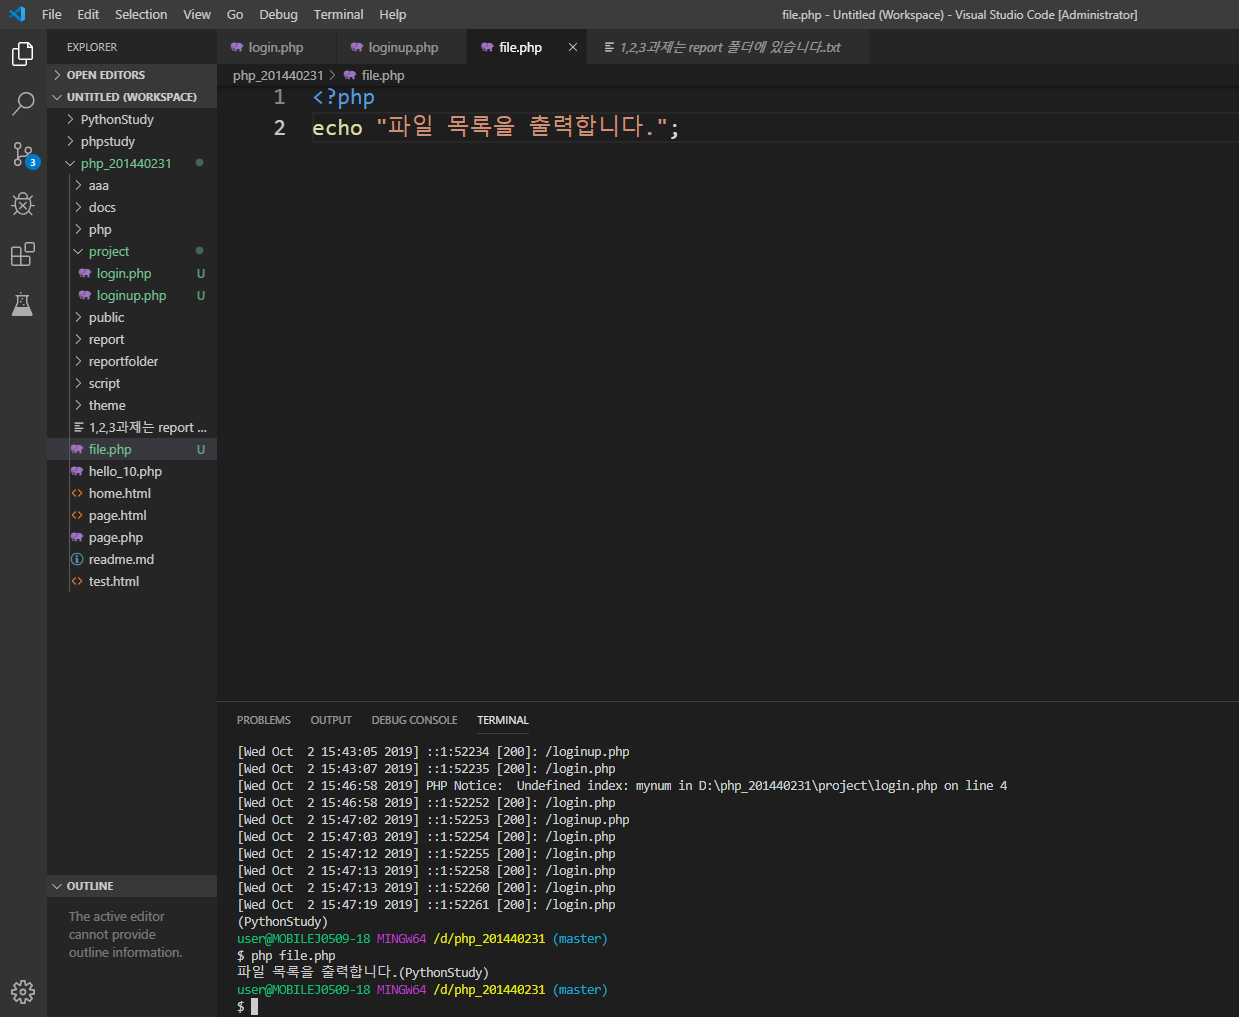 File Edit Selection View Go Debug Terminal Help file.php - Untitled (Workspace) - Visual Studio Code [Administrator]
EXPLORER
OPEN EDITORS
UNTITLED (WORKSPACE)
PythonStudy
phpstudy
php_201440231
aaa
docs
php
project
login.php U
loginup.php U
public
report
reportfolder
script
theme
1,2,3과제는 report ...
file.php U
hello_10.php
home.html
page.html
page.php
readme.md
test.html
3
OUTLINE
The active editor
cannot provide
outline information.
login.php loginup.php file.php 1,2,3과제는 report 폴더에 있습니다..txt
php_201440231 > file.php
1 <?php
2 echo "파일 목록을 출력합니다.";
PROBLEMS OUTPUT DEBUG CONSOLE TERMINAL
[Wed Oct  2 15:43:05 2019] ::1:52234 [200]: /loginup.php
[Wed Oct  2 15:43:07 2019] ::1:52235 [200]: /login.php
[Wed Oct  2 15:46:58 2019] PHP Notice:  Undefined index: mynum in D:\php_201440231\project\login.php on line 4
[Wed Oct  2 15:46:58 2019] ::1:52252 [200]: /login.php
[Wed Oct  2 15:47:02 2019] ::1:52253 [200]: /loginup.php
[Wed Oct  2 15:47:03 2019] ::1:52254 [200]: /login.php
[Wed Oct  2 15:47:12 2019] ::1:52255 [200]: /login.php
[Wed Oct  2 15:47:13 2019] ::1:52258 [200]: /login.php
[Wed Oct  2 15:47:13 2019] ::1:52260 [200]: /login.php
[Wed Oct  2 15:47:19 2019] ::1:52261 [200]: /login.php
(PythonStudy)
user@MOBILEJ0509-18 MINGW64 /d/php_201440231 (master)
$ php file.php
파일 목록을 출력합니다.(PythonStudy)
user@MOBILEJ0509-18 MINGW64 /d/php_201440231 (master)
$